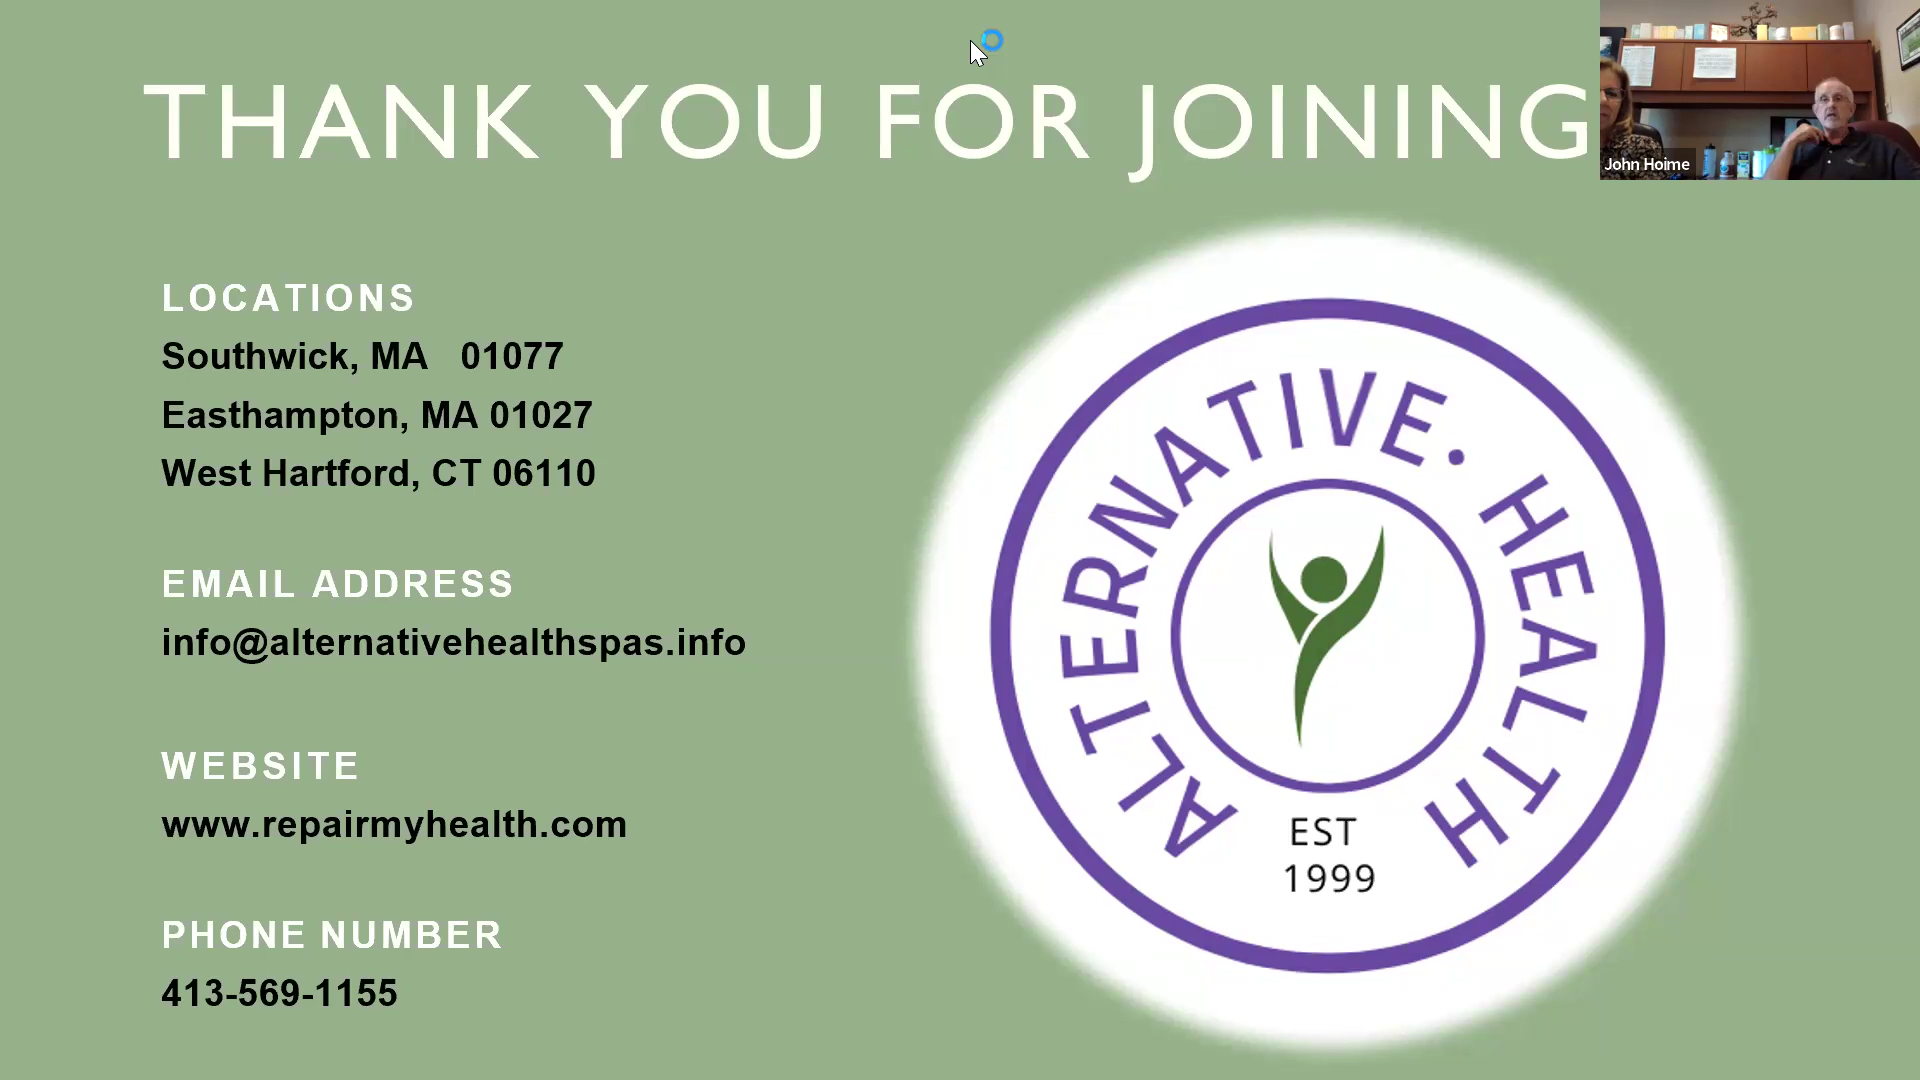 THANK YOU FOR JOINING
John Hoime
LOCATIONS
Southwick, MA 01077
Easthampton, MA 01027
West Hartford, CT 06110
EMAIL ADDRESS
info@alternativehealthspas.info
WEBSITE
www.repairmyhealth.com
PHONE NUMBER
413-569-1155
ALTERNATIVE. HEALTH
EST
1999